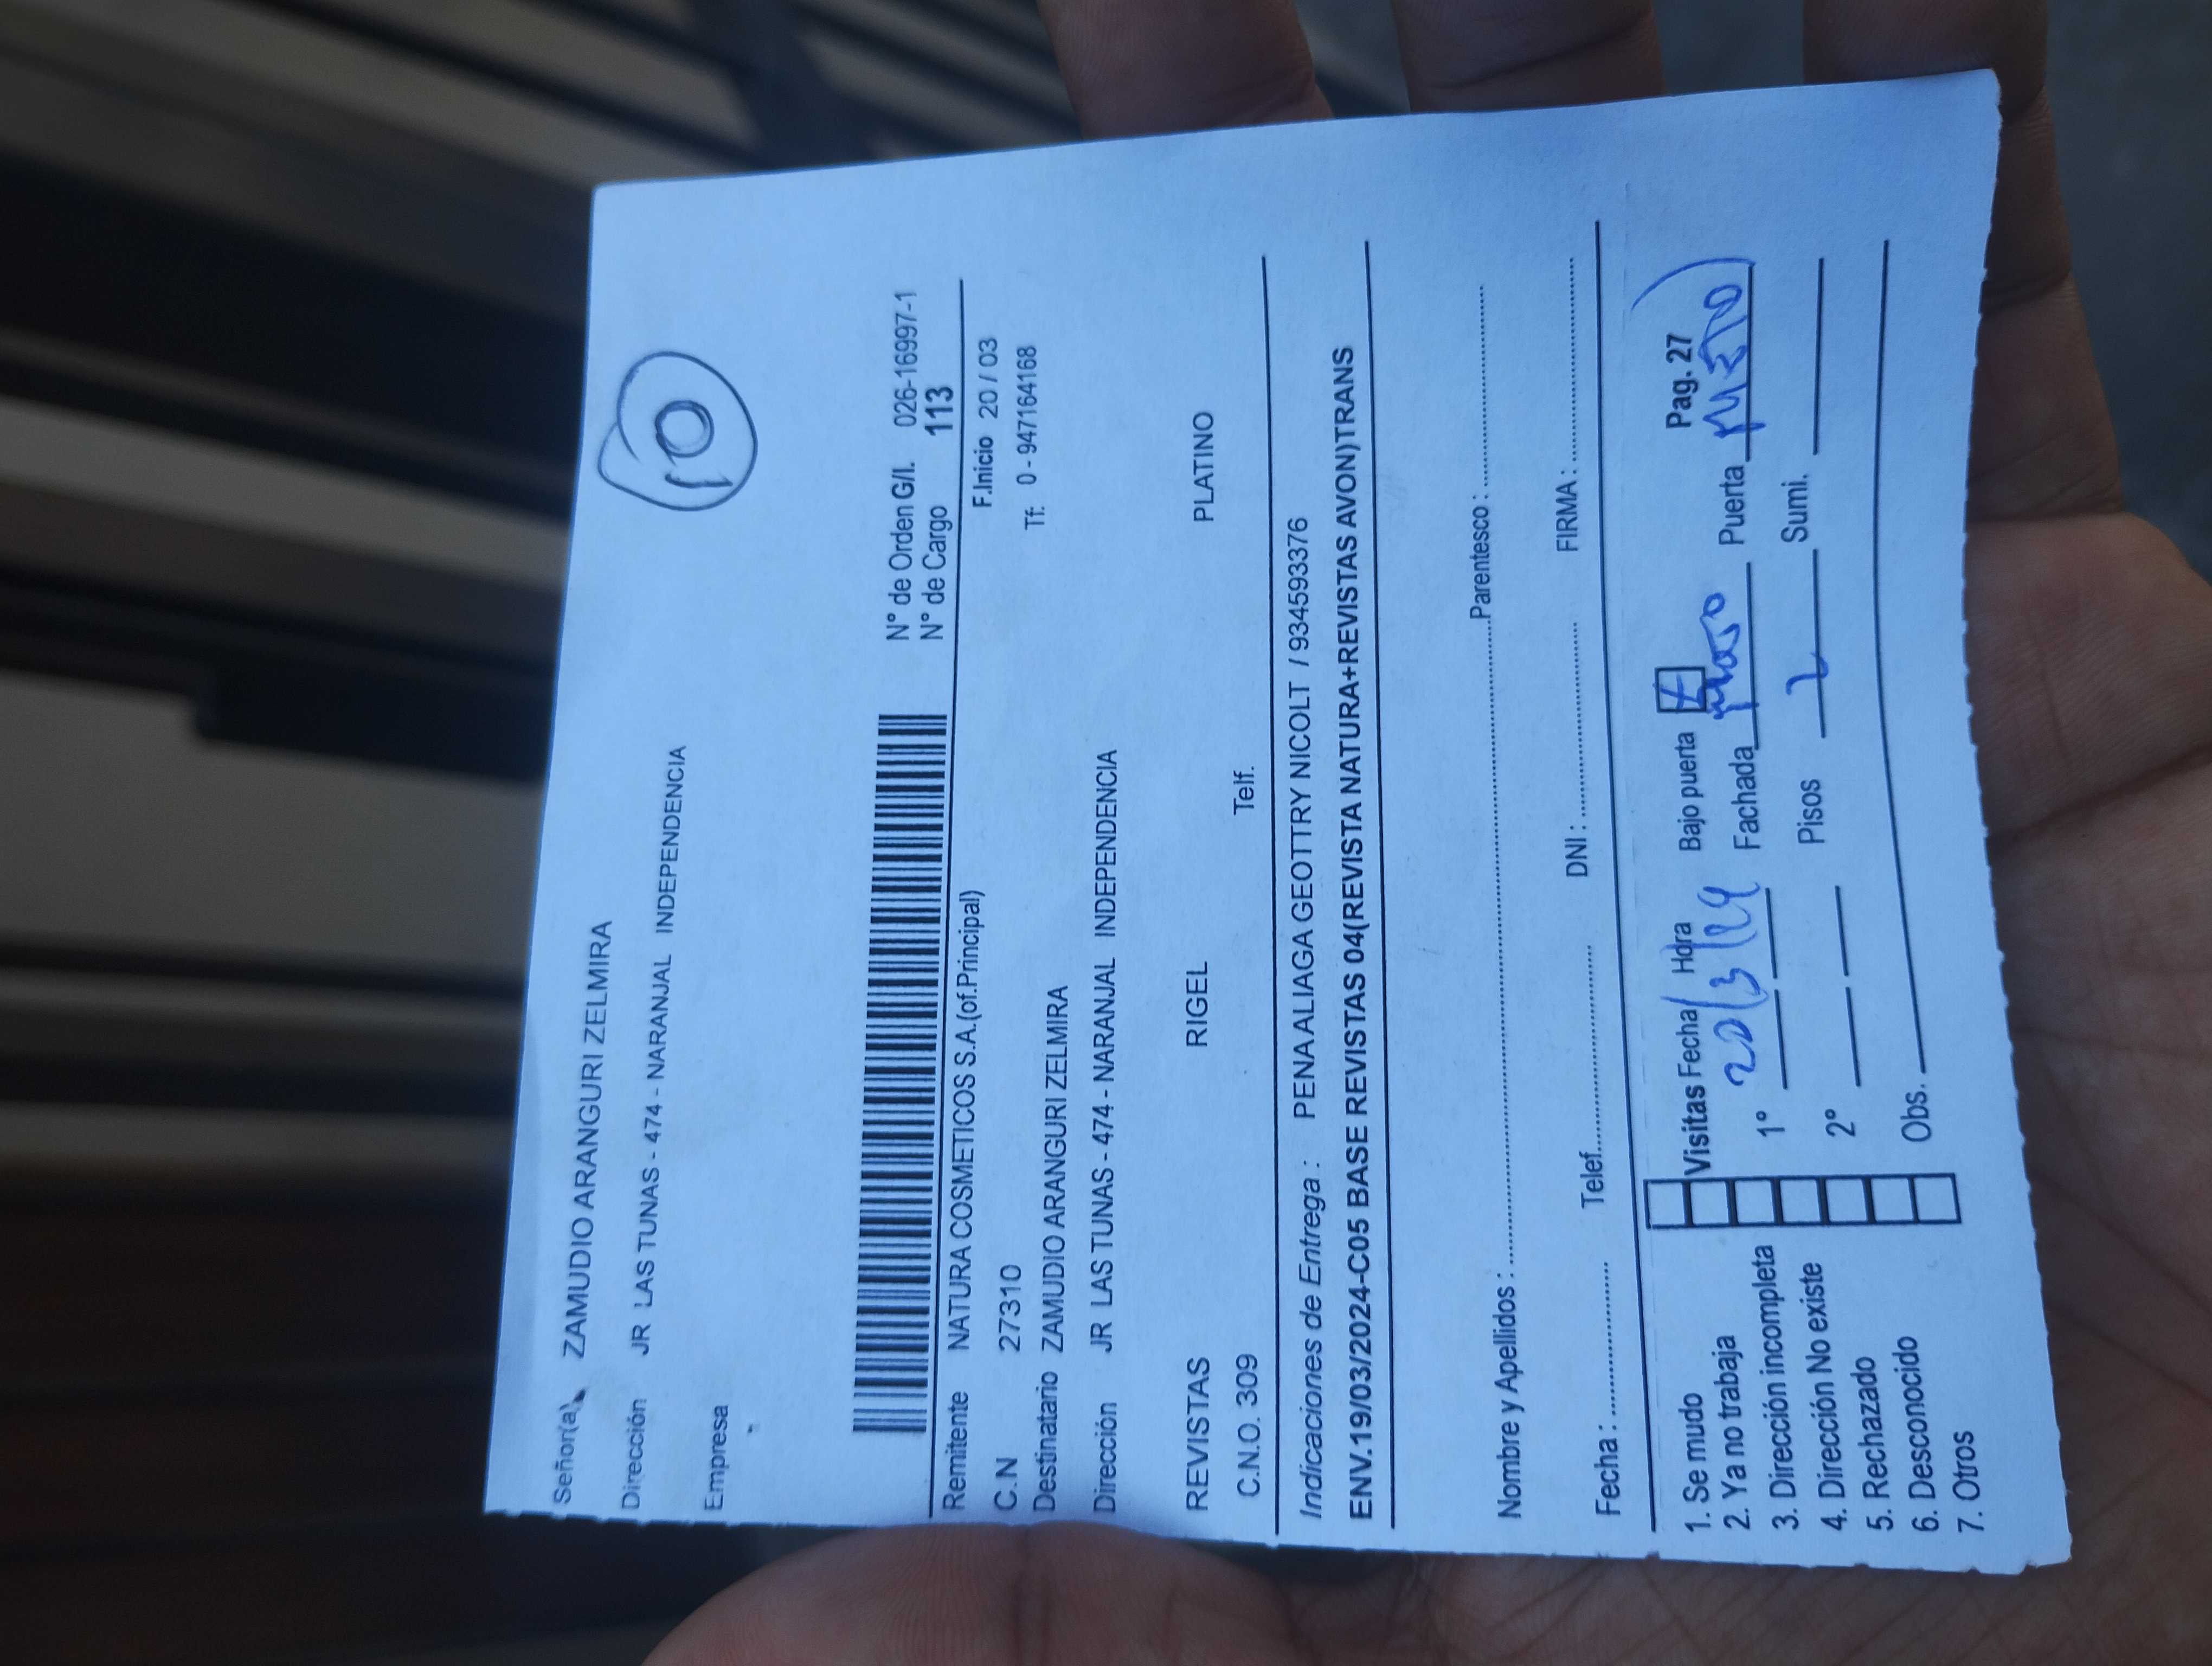 10
Señor(a) ZAMUDIO ARANGURI ZELMIRA
Dirección JR LAS TUNAS - 474 - NARANJAL INDEPENDENCIA
Empresa
N° de Orden G/I. 026-16997-1
N° de Cargo 113
Remitente NATURA COSMETICOS S.A.(of.Principal) F.Inicio 20 / 03
C.N 27310 Tf: 0 - 947164168
Destinatario ZAMUDIO ARANGURI ZELMIRA
Dirección JR LAS TUNAS - 474 - NARANJAL INDEPENDENCIA
REVISTAS RIGEL PLATINO
C.N.O. 309 Telf.
Indicaciones de Entrega : PENA ALIAGA GEOTTRY NICOLT / 934593376
ENV.19/03/2024-C05 BASE REVISTAS 04(REVISTA NATURA+REVISTAS AVON)TRANS
Nombre y Apellidos : Parentesco :
Fecha : Telef. DNI : FIRMA :
1. Se mudo Visitas Fecha Hora Bajo puerta Pag. 27
2. Ya no trabaja 1° 20/3/24 Fachada Puerta
3. Dirección incompleta
4. Dirección No existe 2° Pisos 2 Sumi.
5. Rechazado
6. Desconocido Obs.
7. Otros